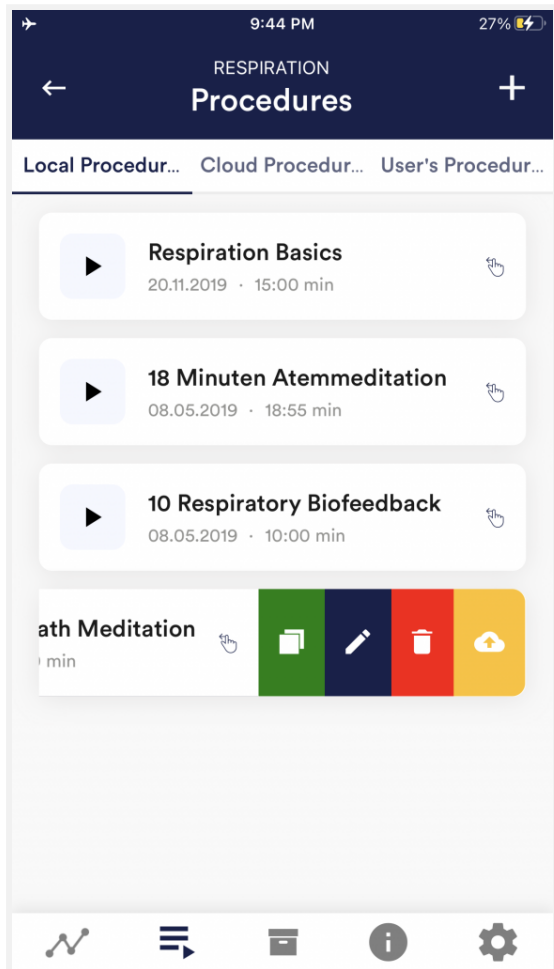 9:44 PM
27%
RESPIRATION
Procedures
Local Procedur...
Cloud Procedur...
User's Procedur...
Respiration Basics
20.11.2019 · 15:00 min
18 Minuten Atemmeditation
08.05.2019 · 18:55 min
10 Respiratory Biofeedback
08.05.2019 · 10:00 min
ath Meditation
min